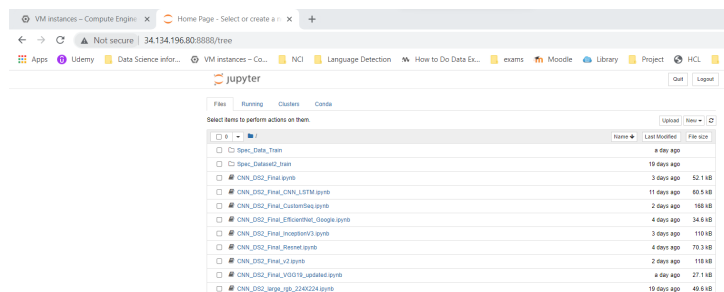 VM instances – Compute Engine
Home Page - Select or create a n
Not secure | 34.134.196.80:8888/tree
Apps Udemy Data Science infor... VM instances – Co... NCI Language Detection How to Do Data Ex... exams Moodle Library Project HCL
jupyter Quit Logout
Files Running Clusters Conda
Select items to perform actions on them. Upload New
0 / Name Last Modified File size
Spec_Data_Train a day ago
Spec_Dataset2_train 19 days ago
CNN_DS2_Final.ipynb 3 days ago 52.1 kB
CNN_DS2_Final_CNN_LSTM.ipynb 11 days ago 60.5 kB
CNN_DS2_Final_CustomSeq.ipynb 2 days ago 168 kB
CNN_DS2_Final_EfficientNet_Google.ipynb 4 days ago 34.6 kB
CNN_DS2_Final_InceptionV3.ipynb 3 days ago 110 kB
CNN_DS2_Final_Resnet.ipynb 4 days ago 70.3 kB
CNN_DS2_Final_v2.ipynb 2 days ago 118 kB
CNN_DS2_Final_VGG19_updated.ipynb a day ago 27.1 kB
CNN_DS2_large_rgb_224X224.ipynb 19 days ago 49.6 kB